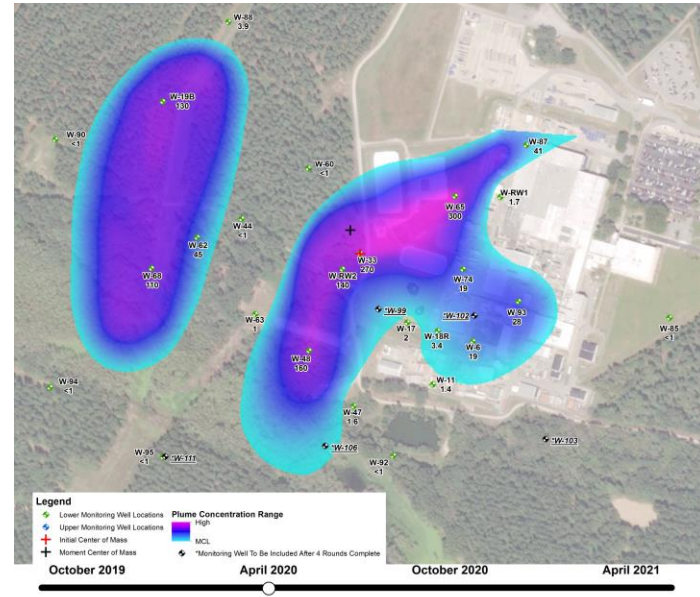 W-88
3.9
W-19B
130
W-90
<1
W-87
41
W-60
<1
W-65
300
W-RW1
1.7
W-44
<1
W-62
45
W-33
270
W-68
110
W-RW2
140
W-74
19
W-63
1
*W-99
*W-102
W-93
28
W-17
2
W-18R
3.4
W-6
19
W-85
<1
W-48
160
W-94
<1
W-11
1.4
W-47
1.6
*W-106
*W-103
W-95
<1
*W-111
W-92
<1
Legend
Lower Monitoring Well Locations
Upper Monitoring Well Locations
Initial Center of Mass
Moment Center of Mass
Plume Concentration Range
High
MCL
*Monitoring Well To Be Included After 4 Rounds Complete
October 2019 April 2020 October 2020 April 2021